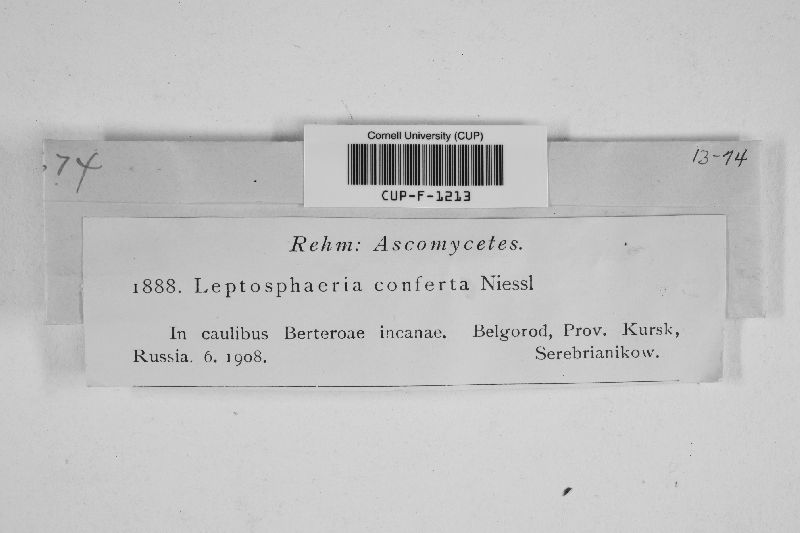 Cornell University (CUP)
CUP-F-1213
74
13-74
Rehm: Ascomycetes.
1888. Leptosphaeria conferta Niessl
In caulibus Berteroae incanae. Belgorod, Prov. Kursk,
Russia. 6. 1908. Serebrianikow.